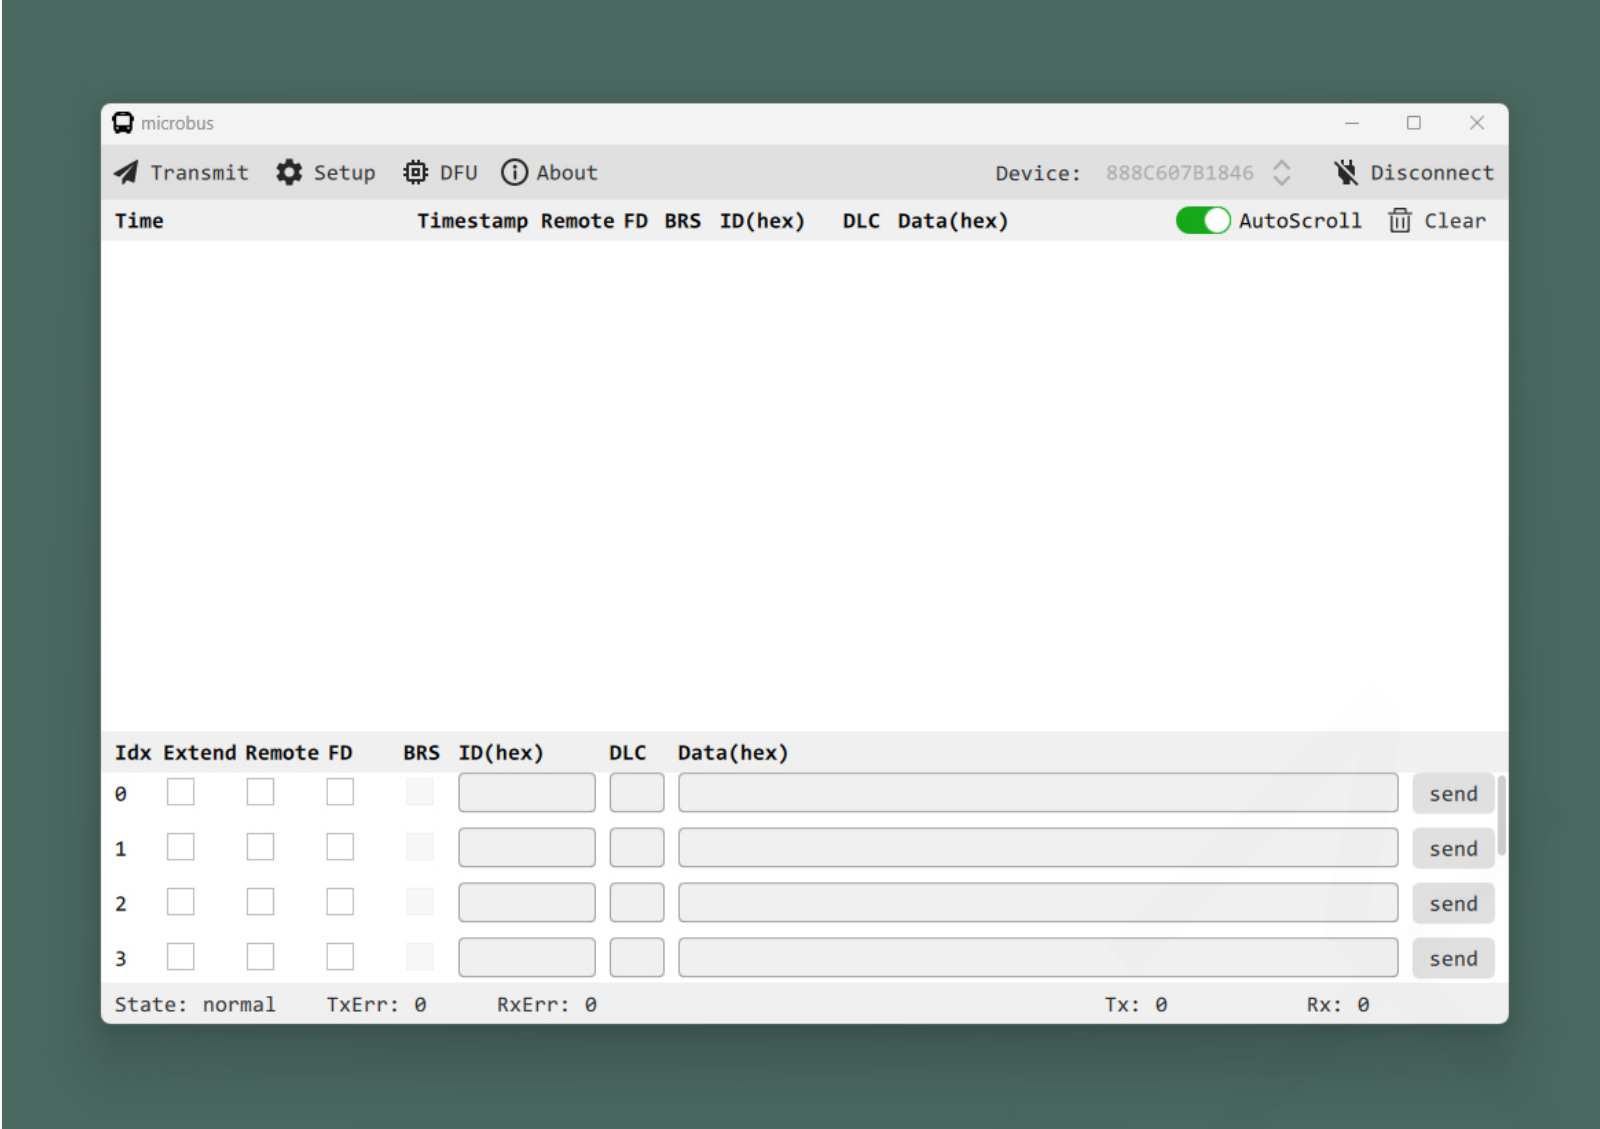 microbus
Transmit Setup DFU About Device: 888C607B1846 Disconnect
Time Timestamp Remote FD BRS ID(hex) DLC Data(hex) AutoScroll Clear
Idx Extend Remote FD BRS ID(hex) DLC Data(hex)
0 send
1 send
2 send
3 send
State: normal TxErr: 0 RxErr: 0 Tx: 0 Rx: 0